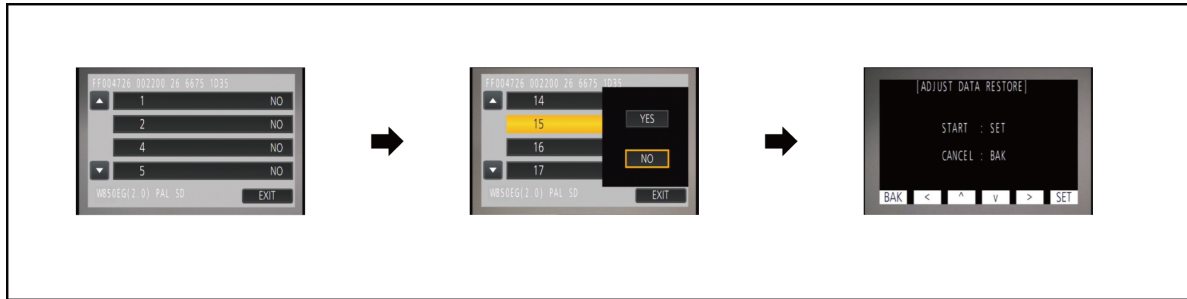 FF004726 002200 26 6675 1D35
1 NO
2 NO
4 NO
5 NO
W850EG(2.0) PAL SD EXIT
FF004726 002200 26 6675 1D35
14
15
16
17
YES
NO
W850EG(2.0) PAL SD EXIT
|ADJUST DATA RESTORE|
START : SET
CANCEL : BAK
BAK < ^ v > SET